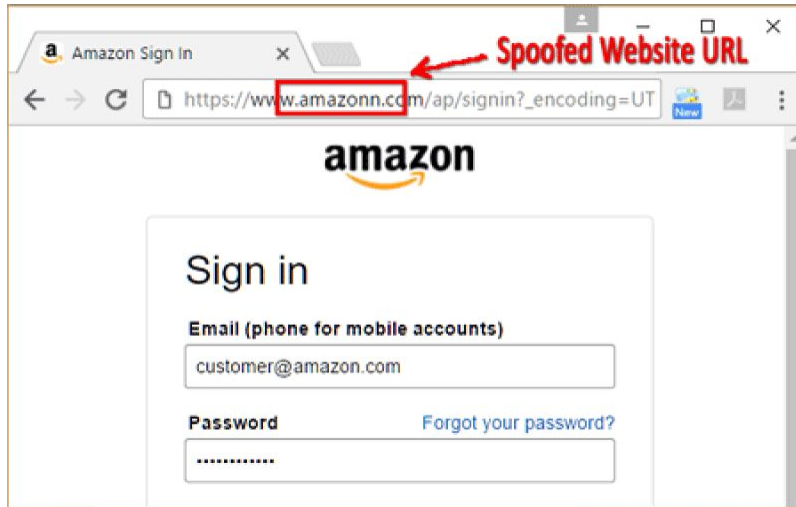 Amazon Sign In
Spoofed Website URL
https://www.amazonn.com/ap/signin?_encoding=UT
New
amazon
Sign in
Email (phone for mobile accounts)
customer@amazon.com
Password Forgot your password?
............